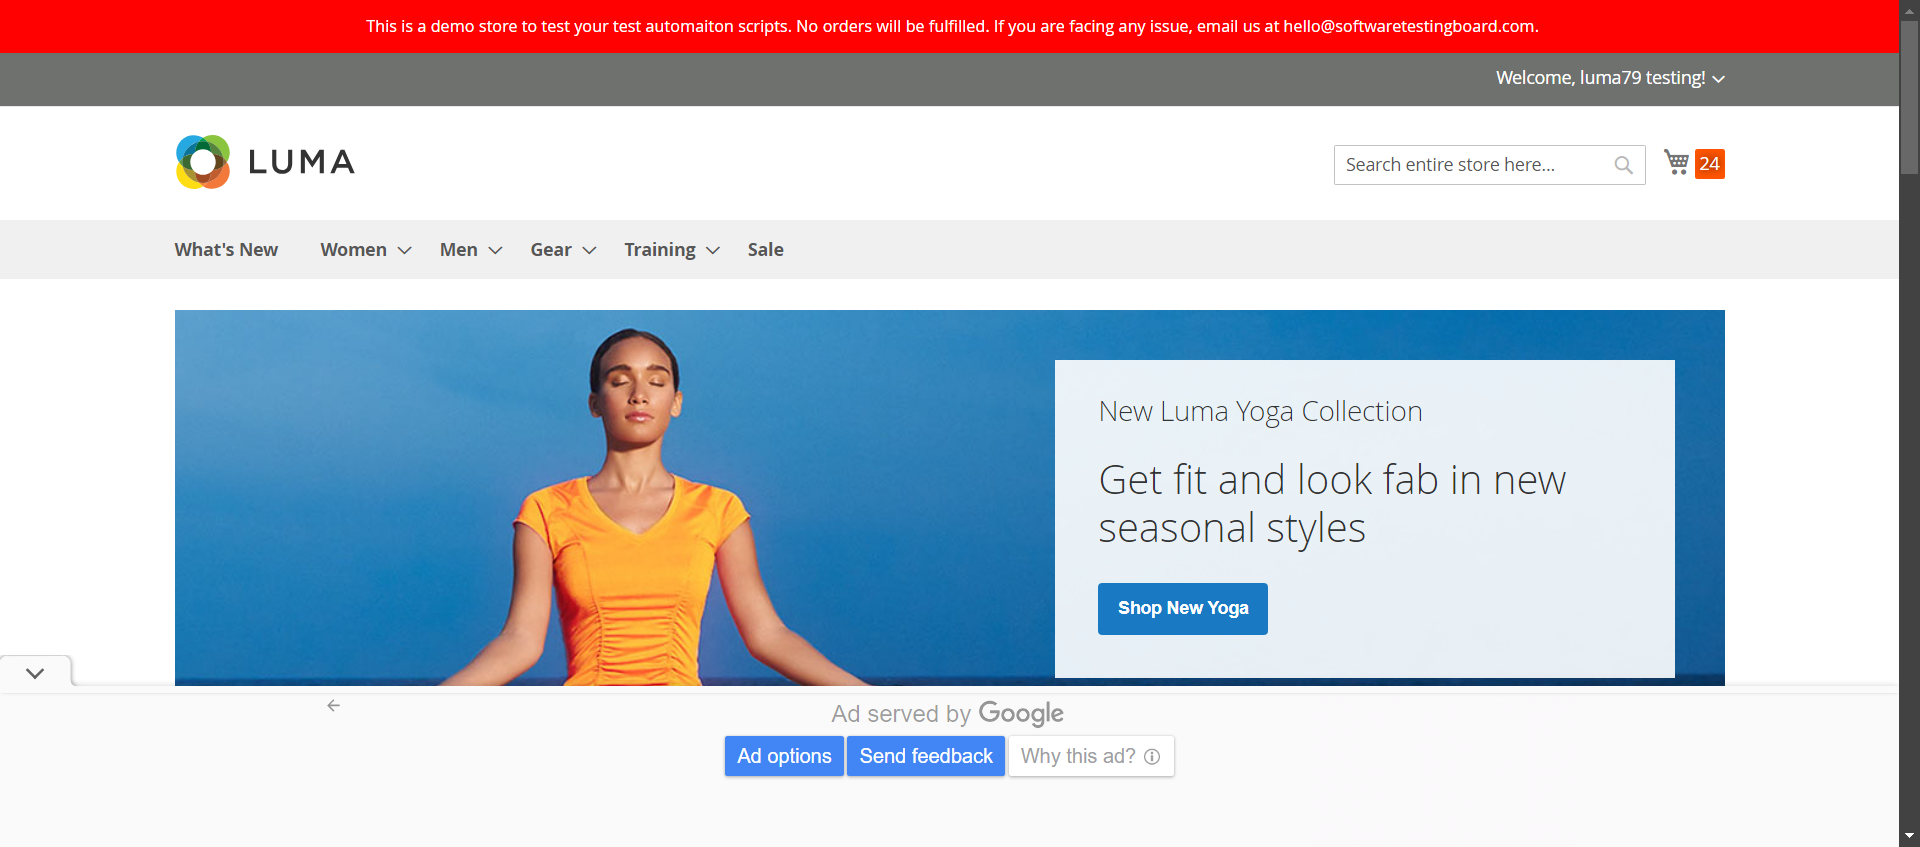 This is a demo store to test your test automaiton scripts. No orders will be fulfilled. If you are facing any issue, email us at hello@softwaretestingboard.com.
Welcome, luma79 testing!
LUMA
Search entire store here...
24
What's New
Women
Men
Gear
Training
Sale
New Luma Yoga Collection
Get fit and look fab in new
seasonal styles
Shop New Yoga
Ad served by Google
Ad options
Send feedback
Why this ad?